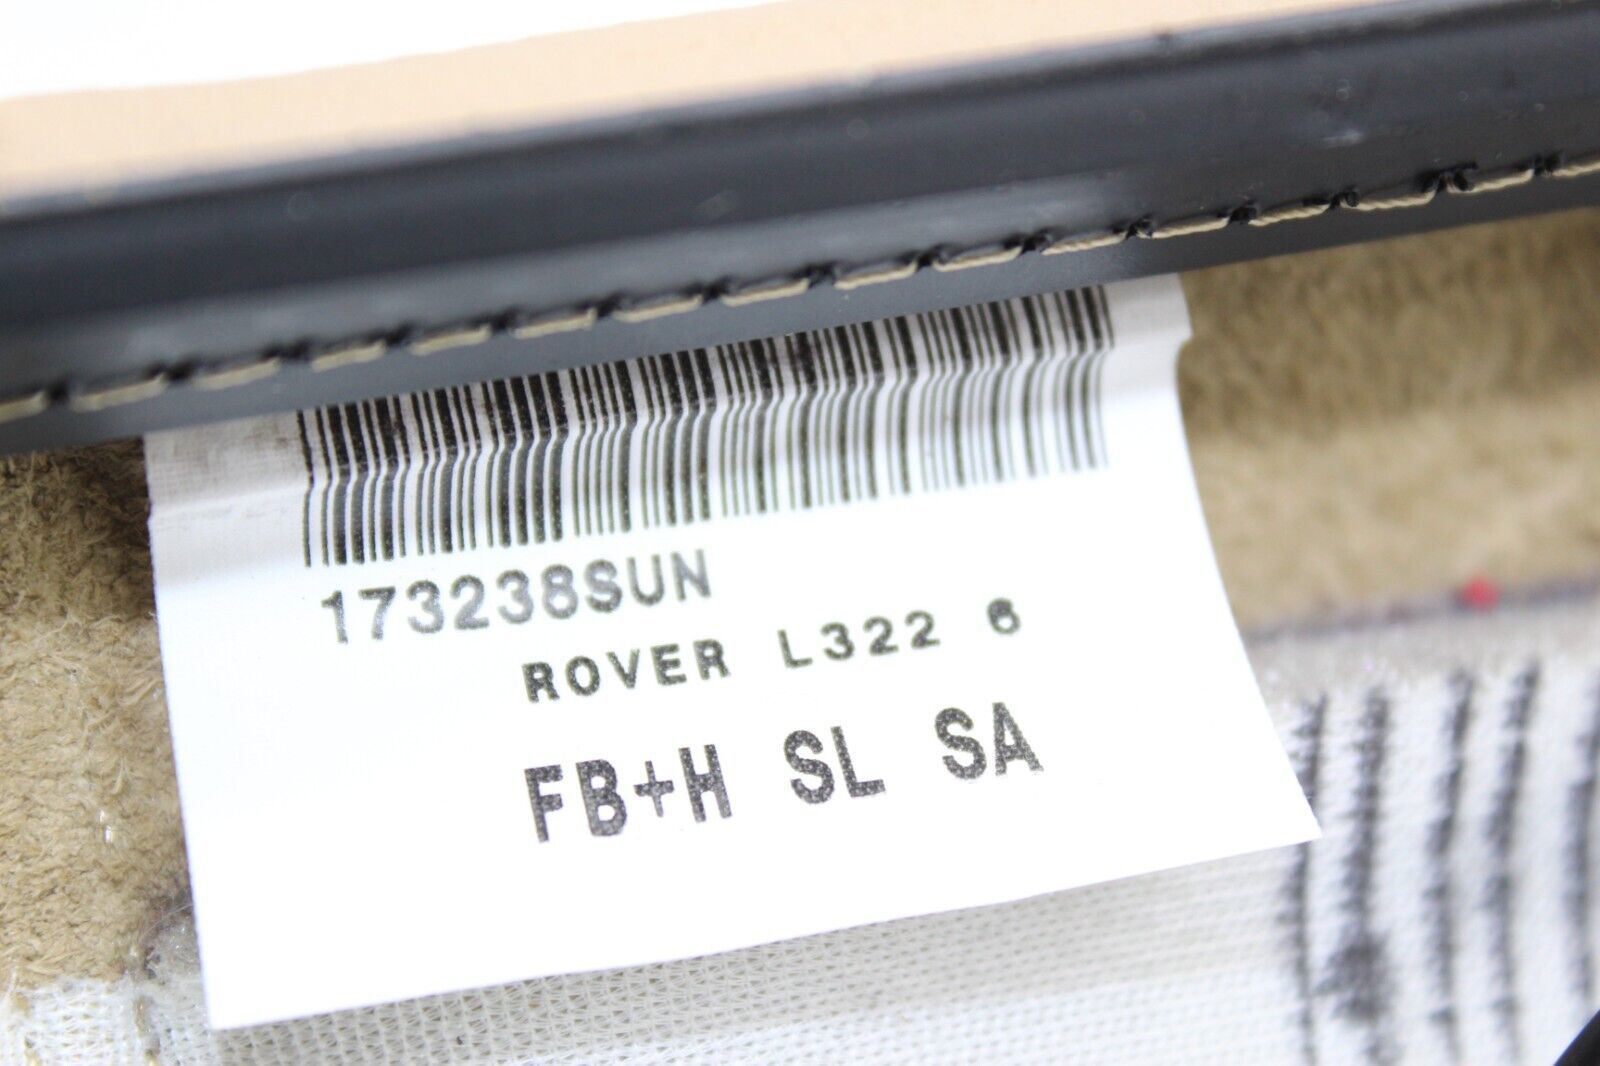 173238SUN
ROVER L322 6
FB+H SL SA